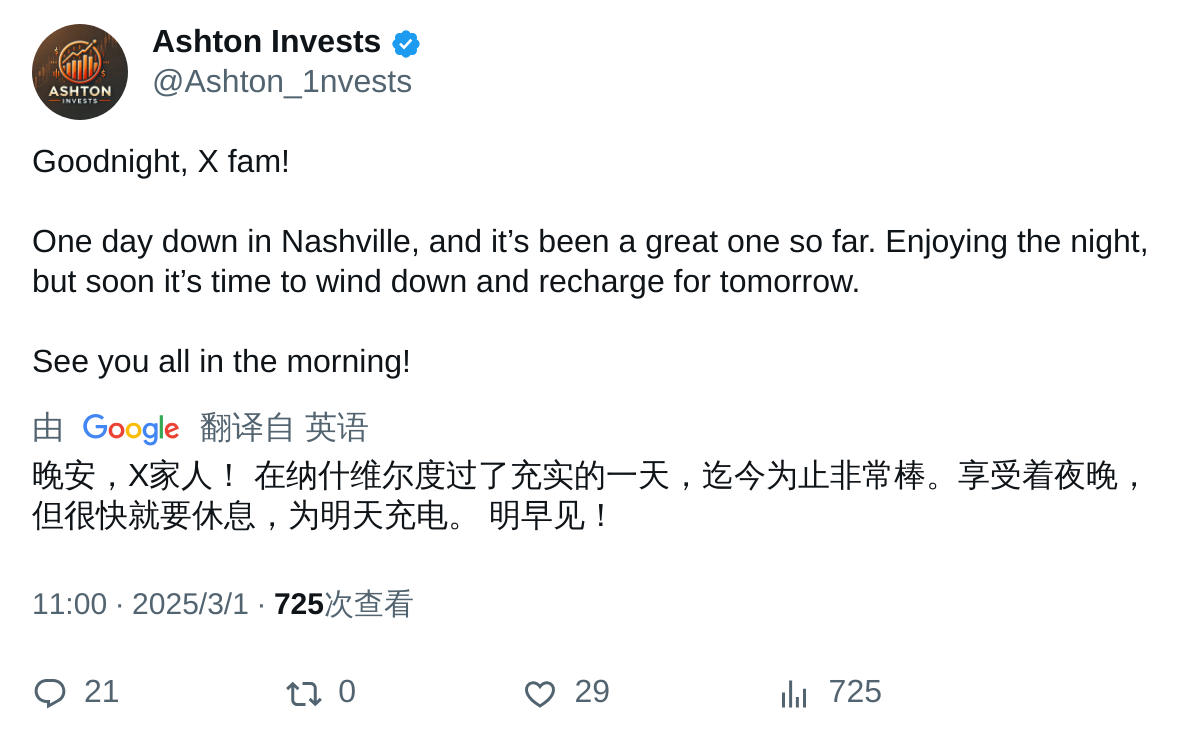 ASHTON
INVESTS
Ashton Invests
@Ashton_1nvests
Goodnight, X fam!
One day down in Nashville, and it’s been a great one so far. Enjoying the night,
but soon it’s time to wind down and recharge for tomorrow.
See you all in the morning!
由 Google 翻译自 英语
晚安，X家人！ 在纳什维尔度过了充实的一天，迄今为止非常棒。享受着夜晚，
但很快就要休息，为明天充电。 明早见！
11:00 · 2025/3/1 · 725次查看
21 0 29 725